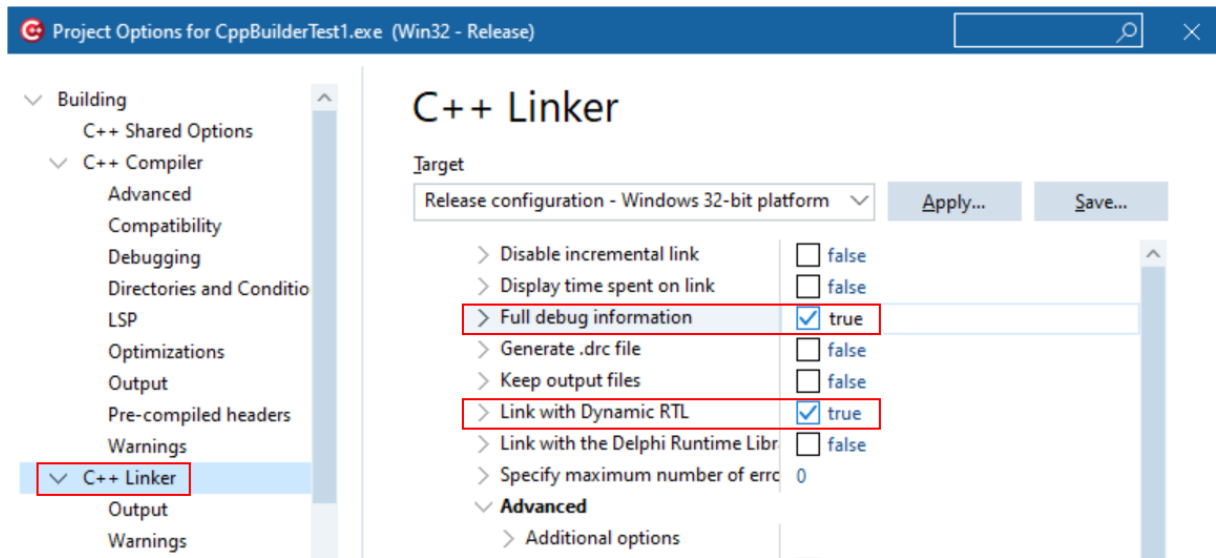 Project Options for CppBuilderTest1.exe (Win32 - Release)
Building
C++ Shared Options
C++ Compiler
Advanced
Compatibility
Debugging
Directories and Conditio
LSP
Optimizations
Output
Pre-compiled headers
Warnings
C++ Linker
Output
Warnings
C++ Linker
Target
Release configuration - Windows 32-bit platform
Apply...
Save...
Disable incremental link false
Display time spent on link false
Full debug information true
Generate .drc file false
Keep output files false
Link with Dynamic RTL true
Link with the Delphi Runtime Libr false
Specify maximum number of erro 0
Advanced
Additional options